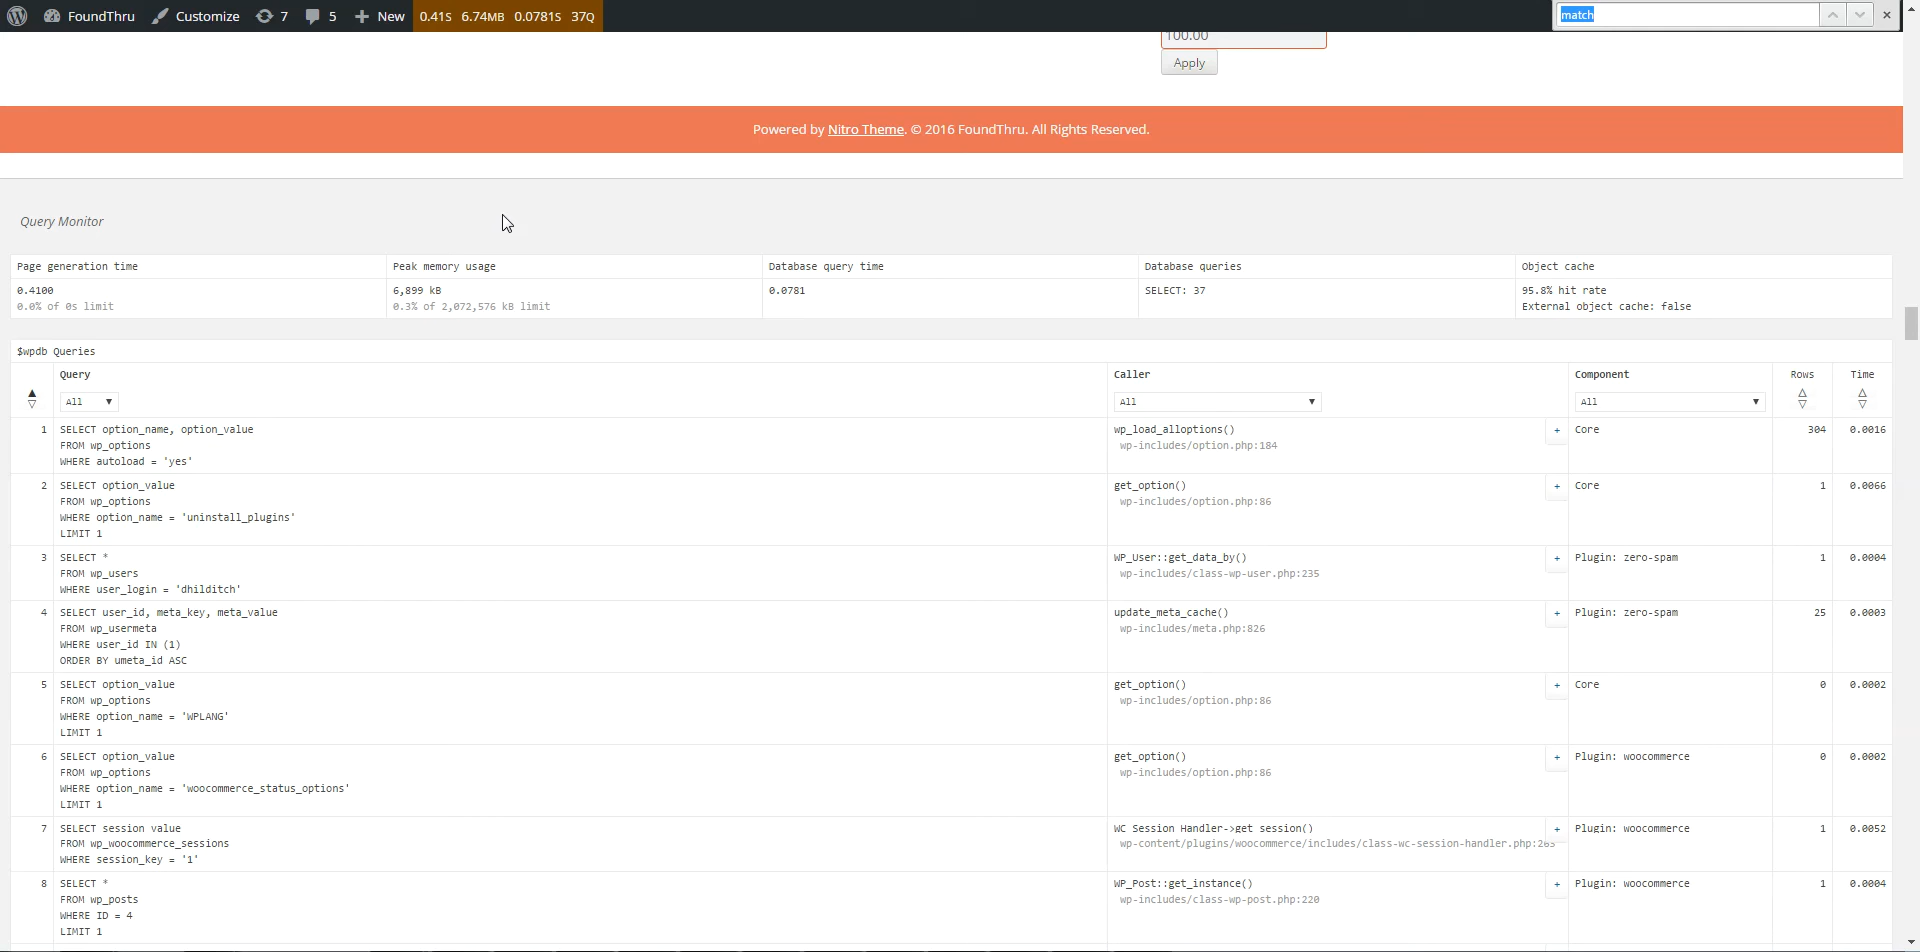 FoundThru Customize 7 5 New 0.41S 6.74MB 0.0781S 37Q match
100.00
Apply
Powered by Nitro Theme. © 2016 FoundThru. All Rights Reserved.
Query Monitor
Page generation time Peak memory usage Database query time Database queries Object cache
0.4100 6,899 kB 0.0781 SELECT: 37 95.8% hit rate
0.0% of 0s limit 0.3% of 2,072,576 kB limit External object cache: false
$wpdb Queries
Query Caller Component Rows Time
All All All
1 SELECT option_name, option_value wp_load_alloptions() + Core 304 0.0016
FROM wp_options wp-includes/option.php:184
WHERE autoload = 'yes'
2 SELECT option_value get_option() + Core 1 0.0066
FROM wp_options wp-includes/option.php:86
WHERE option_name = 'uninstall_plugins'
LIMIT 1
3 SELECT * WP_User::get_data_by() + Plugin: zero-spam 1 0.0004
FROM wp_users wp-includes/class-wp-user.php:235
WHERE user_login = 'dhilditch'
4 SELECT user_id, meta_key, meta_value update_meta_cache() + Plugin: zero-spam 25 0.0003
FROM wp_usermeta wp-includes/meta.php:826
WHERE user_id IN (1)
ORDER BY umeta_id ASC
5 SELECT option_value get_option() + Core 0 0.0002
FROM wp_options wp-includes/option.php:86
WHERE option_name = 'WPLANG'
LIMIT 1
6 SELECT option_value get_option() + Plugin: woocommerce 0 0.0002
FROM wp_options wp-includes/option.php:86
WHERE option_name = 'woocommerce_status_options'
LIMIT 1
7 SELECT session_value WC_Session_Handler->get_session() + Plugin: woocommerce 1 0.0052
FROM wp_woocommerce_sessions wp-content/plugins/woocommerce/includes/class-wc-session-handler.php:263
WHERE session_key = '1'
8 SELECT * WP_Post::get_instance() + Plugin: woocommerce 1 0.0004
FROM wp_posts wp-includes/class-wp-post.php:220
WHERE ID = 4
LIMIT 1